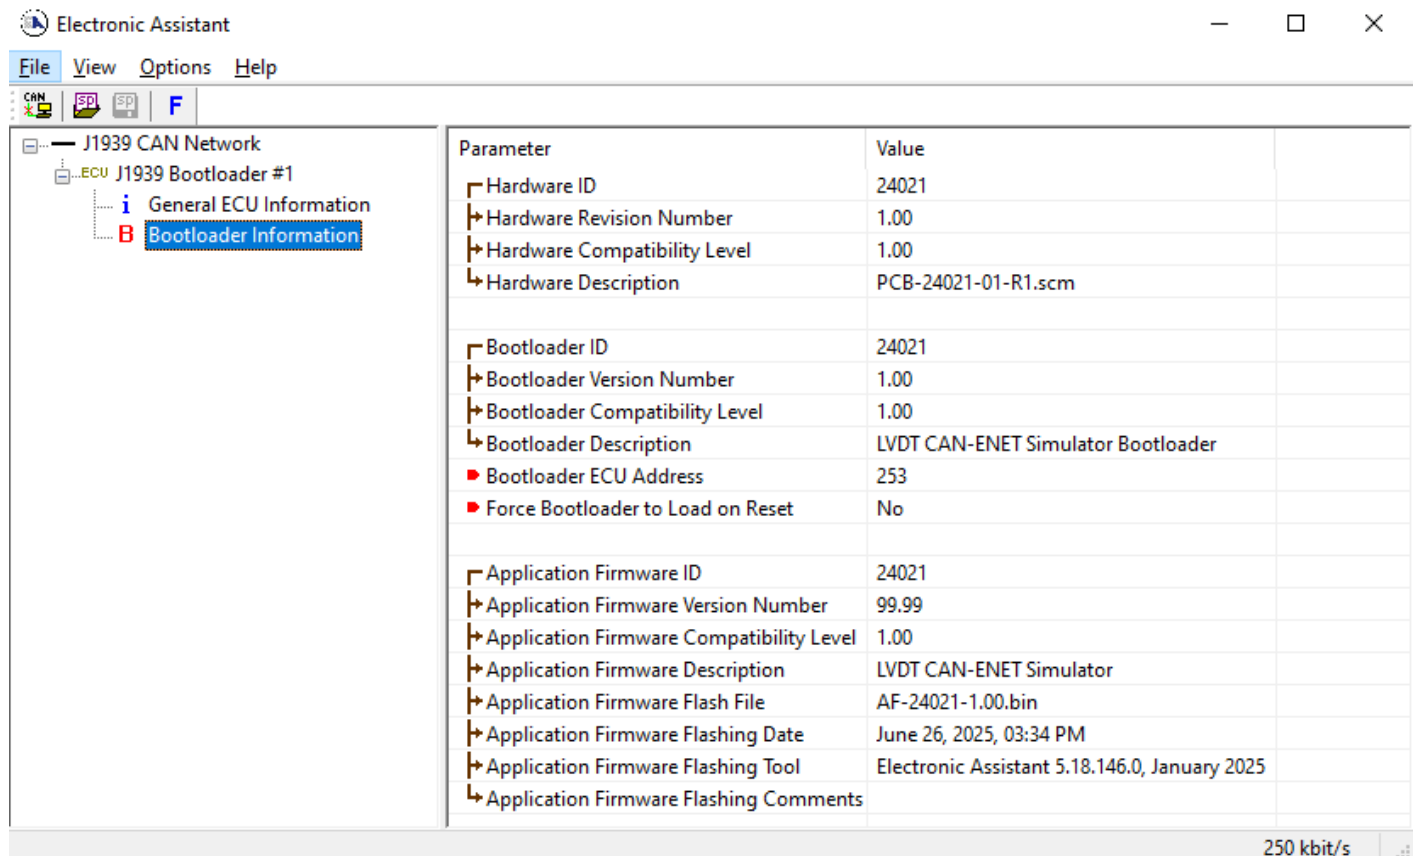 Electronic Assistant
File View Options Help
CAN SP SP F
J1939 CAN Network
ECU J1939 Bootloader #1
i General ECU Information
B Bootloader Information
Parameter Value
Hardware ID 24021
Hardware Revision Number 1.00
Hardware Compatibility Level 1.00
Hardware Description PCB-24021-01-R1.scm
Bootloader ID 24021
Bootloader Version Number 1.00
Bootloader Compatibility Level 1.00
Bootloader Description LVDT CAN-ENET Simulator Bootloader
Bootloader ECU Address 253
Force Bootloader to Load on Reset No
Application Firmware ID 24021
Application Firmware Version Number 99.99
Application Firmware Compatibility Level 1.00
Application Firmware Description LVDT CAN-ENET Simulator
Application Firmware Flash File AF-24021-1.00.bin
Application Firmware Flashing Date June 26, 2025, 03:34 PM
Application Firmware Flashing Tool Electronic Assistant 5.18.146.0, January 2025
Application Firmware Flashing Comments
250 kbit/s